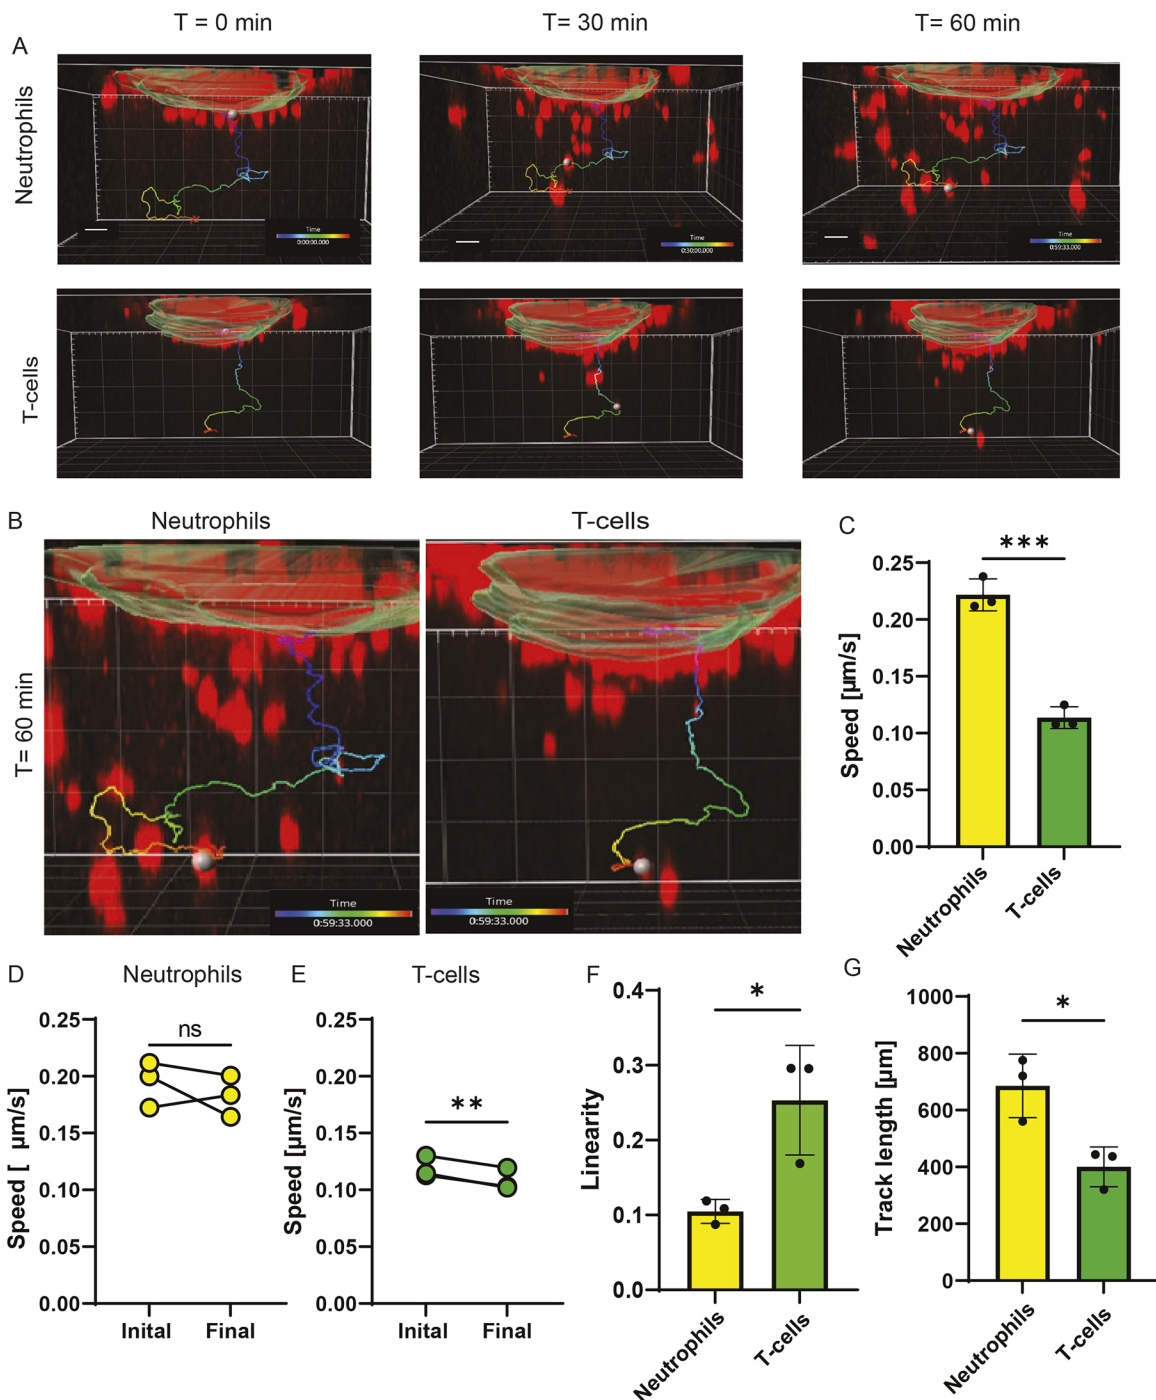 T = 0 min
T= 30 min
T= 60 min
A
Neutrophils
Time
0:00:00.000
Time
0:30:00.000
Time
0:59:33.000
T-cells
B
Neutrophils
T-cells
T= 60 min
Time
0:59:33.000
Time
0:59:33.000
C
***
0.25
0.20
0.15
0.10
0.05
0.00
Speed [µm/s]
Neutrophils
T-cells
D
Neutrophils
ns
0.25
0.20
0.15
0.10
0.05
0.00
Speed [ µm/s]
Inital
Final
E
T-cells
**
0.25
0.20
0.15
0.10
0.05
0.00
Speed [µm/s]
Inital
Final
F
*
0.4
0.3
0.2
0.1
0.0
Linearity
Neutrophils
T-cells
G
*
1000
800
600
400
200
0
Track length [µm]
Neutrophils
T-cells